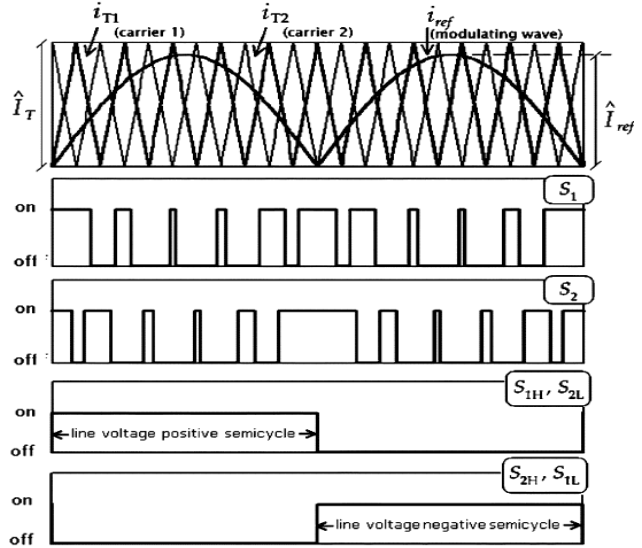 i_T1 (carrier 1) i_T2 (carrier 2) i_ref (modulating wave)
Î_T Î_ref
S_1
on
off
S_2
on
off
S_1H, S_2L
on
off line voltage positive semicycle
S_2H, S_1L
on
off line voltage negative semicycle